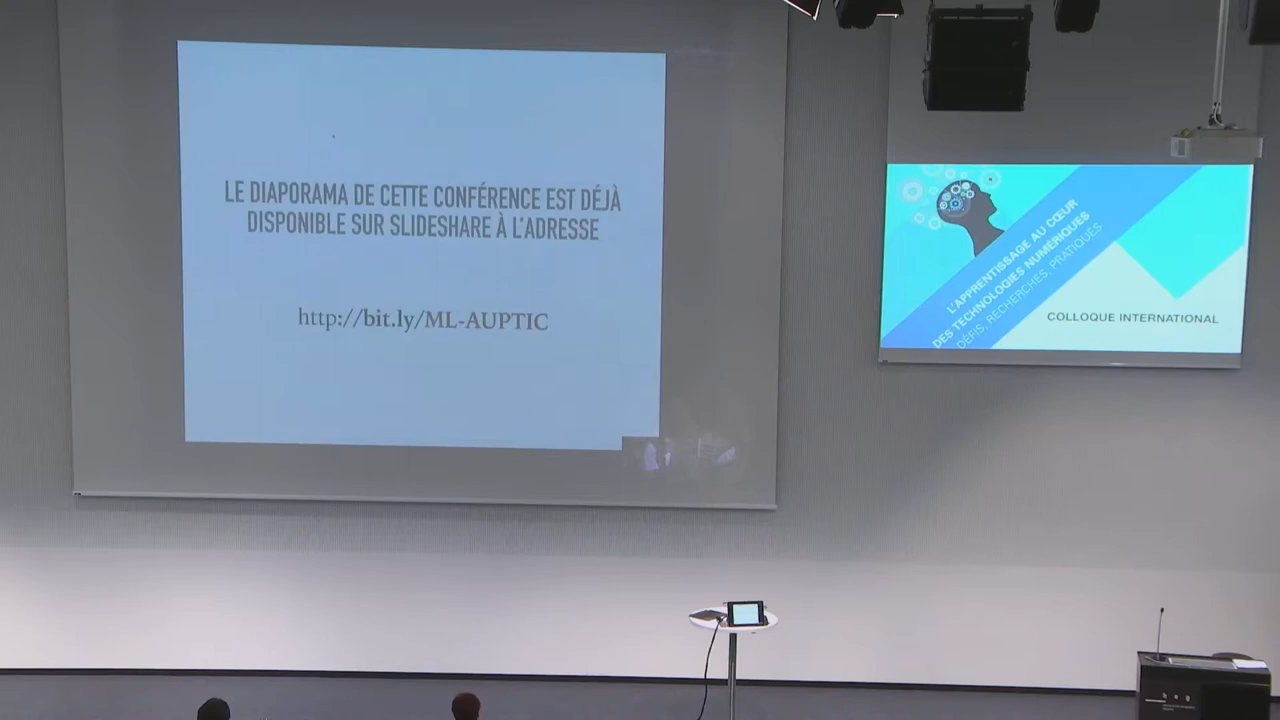 LE DIAPORAMA DE CETTE CONFÉRENCE EST DÉJÀ
DISPONIBLE SUR SLIDESHARE À L'ADRESSE
http://bit.ly/ML-AUPTIC
L'APPRENTISSAGE AU CŒUR
DES TECHNOLOGIES NUMÉRIQUES
DÉFIS, RECHERCHES, PRATIQUES
COLLOQUE INTERNATIONAL
h e g